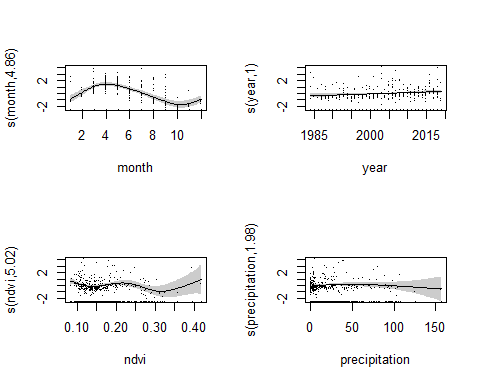 s(month,4.86)
2
-2
2 4 6 8 10
month
s(year,1)
2
-2
1985 2000 2015
year
s(ndvi,5.02)
2
-2
0.10 0.20 0.30 0.40
ndvi
s(precipitation,1.98)
2
-2
0 50 100 150
precipitation